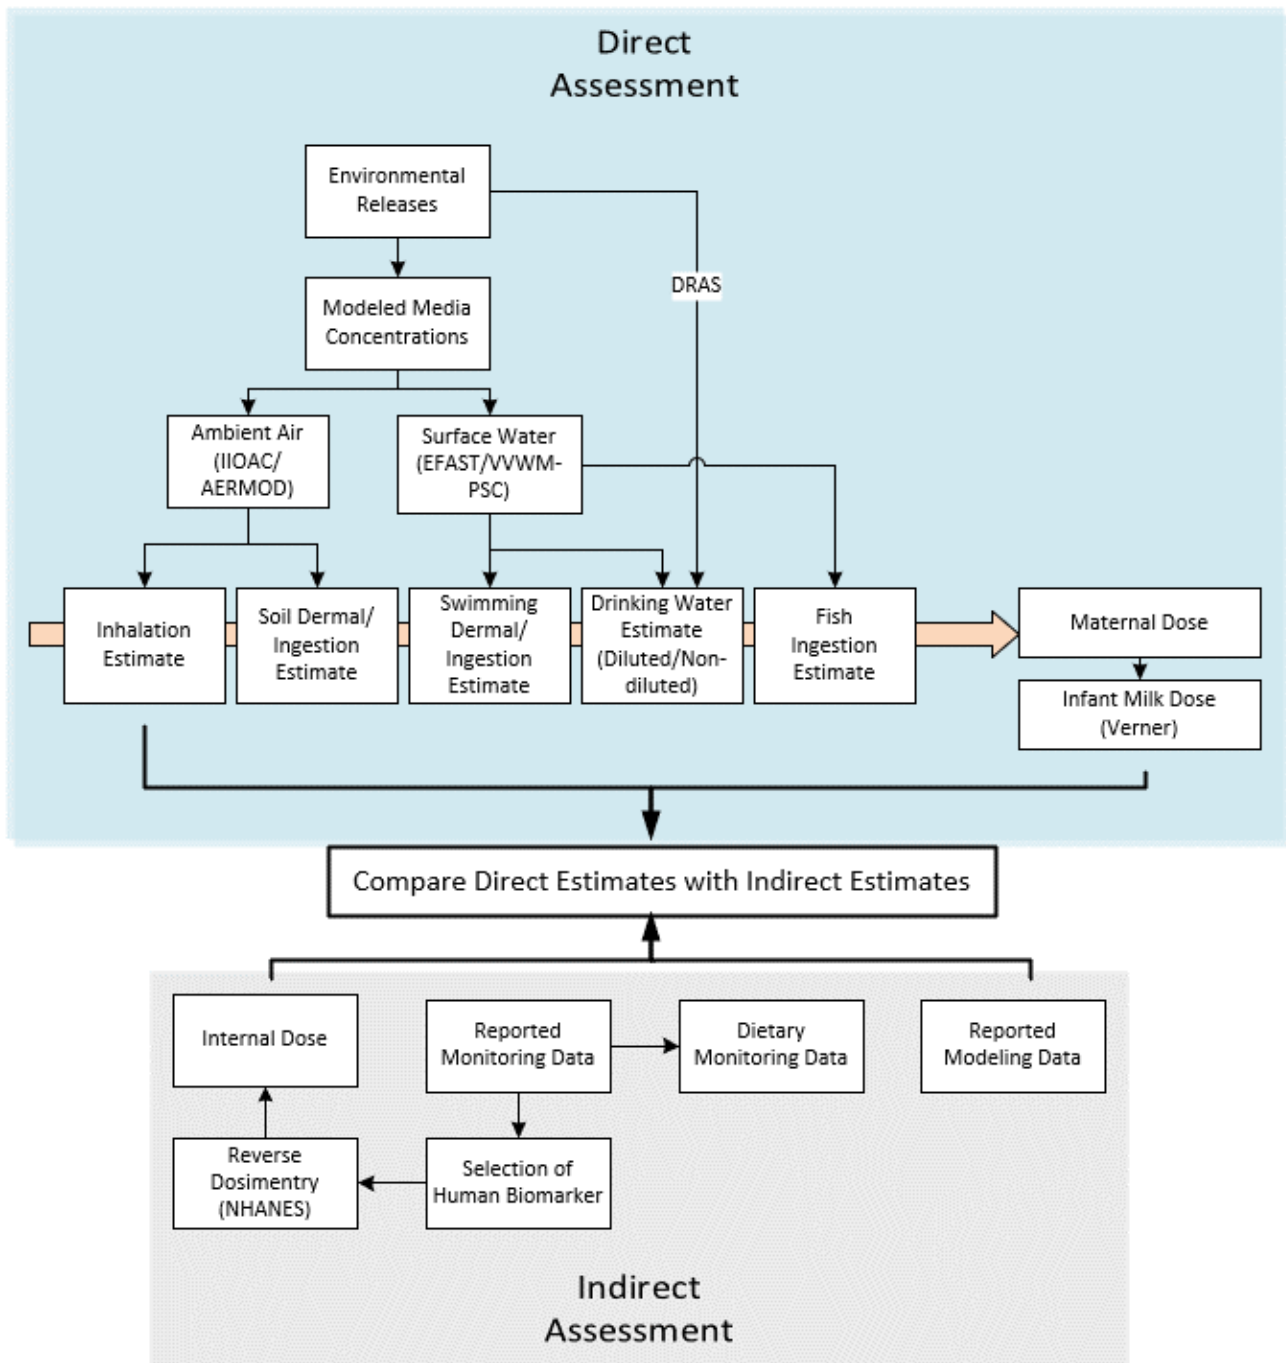 Direct
Assessment
Environmental
Releases
DRAS
Modeled Media
Concentrations
Ambient Air
(IIOAC/
AERMOD)
Surface Water
(EFAST/VVWM-
PSC)
Inhalation
Estimate
Soil Dermal/
Ingestion
Estimate
Swimming
Dermal/
Ingestion
Estimate
Drinking Water
Estimate
(Diluted/Non-
diluted)
Fish
Ingestion
Estimate
Maternal Dose
Infant Milk Dose
(Verner)
Compare Direct Estimates with Indirect Estimates
Internal Dose
Reported
Monitoring Data
Dietary
Monitoring Data
Reported
Modeling Data
Reverse
Dosimentry
(NHANES)
Selection of
Human Biomarker
Indirect
Assessment